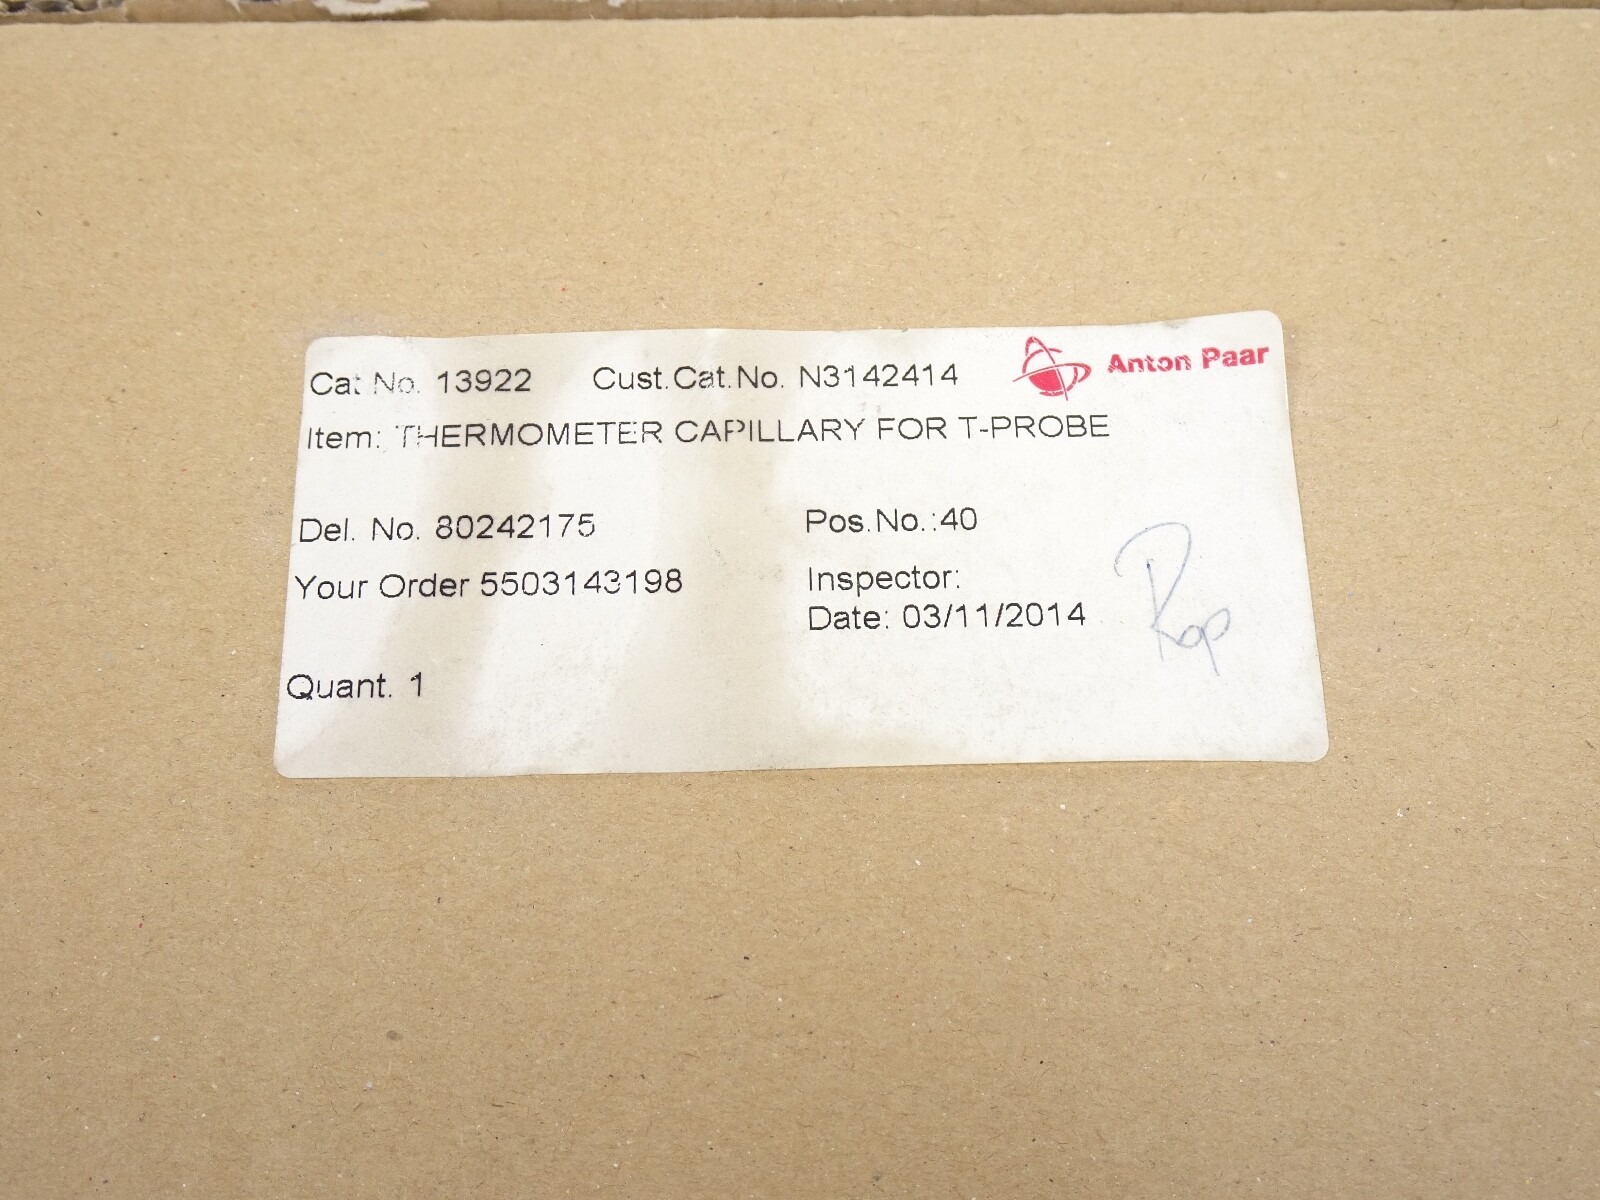 Cat No. 13922 Cust.Cat.No. N3142414 Anton Paar
Item: THERMOMETER CAPILLARY FOR T-PROBE
Del. No. 80242175 Pos.No.:40
Your Order 5503143198 Inspector:
Date: 03/11/2014
Quant. 1